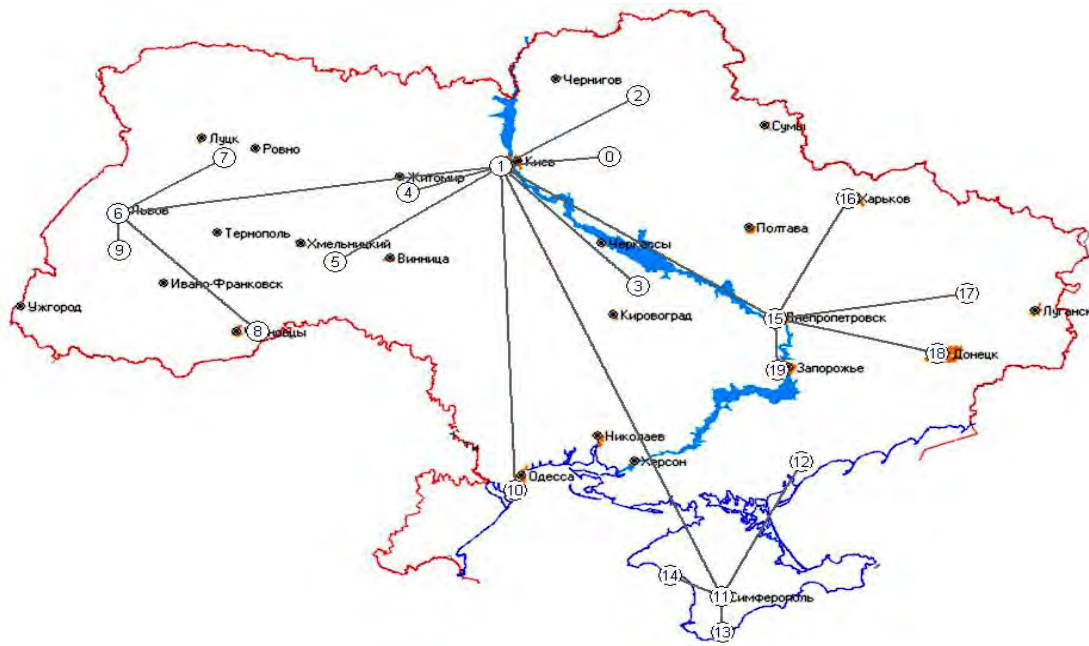 Чернигов
2
Сумы
Луцк
Ровно
7
0
1
Киев
Житомир
4
6
Львов
(16)
Харьков
Тернополь
Хмельницкий
9
5
Винница
Черкассы
Полтава
Ивано-Франковск
3
(17)
Ужгород
Кировоград
(15)
Днепропетровск
Луганск
8
новцы
(18)
Донецк
(19)
Запорожье
Николаев
Херсон
(12)
Одесса
(10)
(14)
(11)
Симферополь
(13)